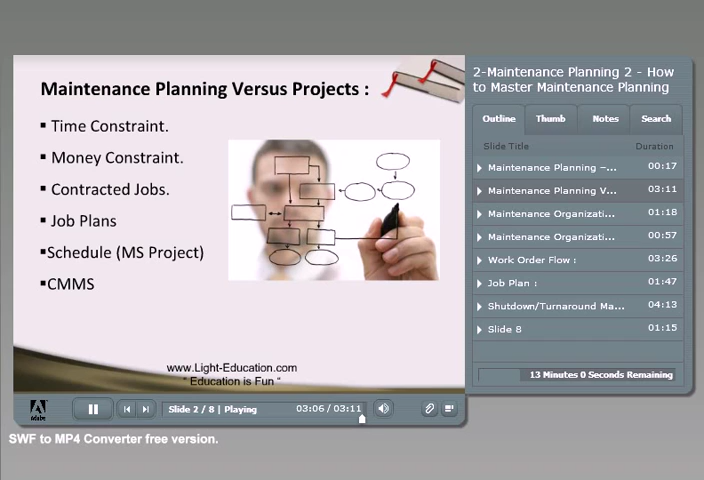 Maintenance Planning Versus Projects :
▪ Time Constraint.
▪ Money Constraint.
▪ Contracted Jobs.
▪ Job Plans
▪Schedule (MS Project)
▪CMMS
www.Light-Education.com
" Education is Fun "
Adobe
Slide 2 / 8 | Playing
03:06 / 03:11
SWF to MP4 Converter free version.
2-Maintenance Planning 2 - How
to Master Maintenance Planning
Outline Thumb Notes Search
Slide Title Duration
Maintenance Planning –... 00:17
Maintenance Planning V... 03:11
Maintenance Organizati... 01:18
Maintenance Organizati... 00:57
Work Order Flow : 03:26
Job Plan : 01:47
Shutdown/Turnaround Ma... 04:13
Slide 8 01:15
13 Minutes 0 Seconds Remaining